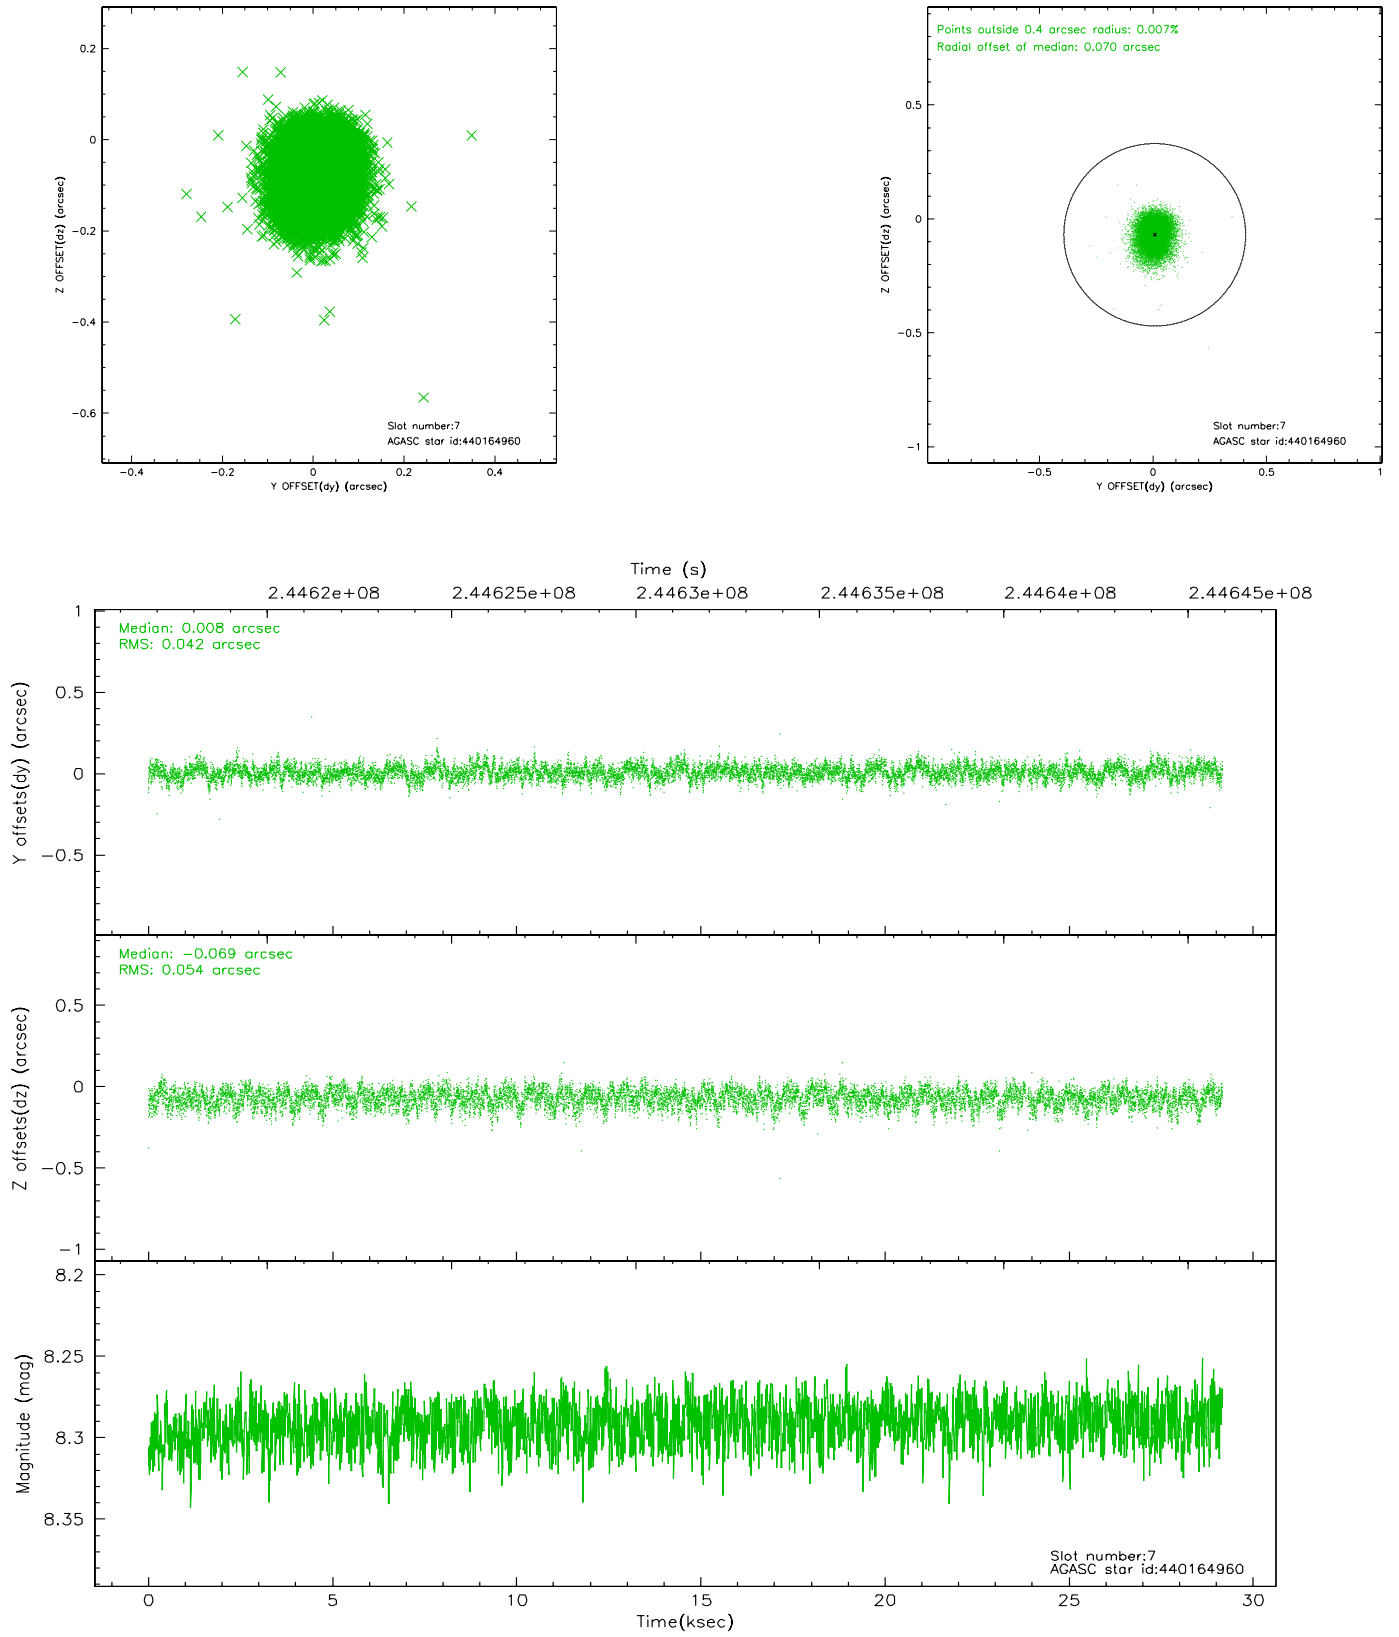 0.2
0
−0.2
−0.4
−0.6
Z OFFSET(dz) (arcsec)
−0.4
−0.2
0
0.2
0.4
Y OFFSET(dy) (arcsec)
Slot number:7
AGASC star id:440164960
Points outside 0.4 arcsec radius: 0.007%
Radial offset of median: 0.070 arcsec
0.5
0
−0.5
−1
Z OFFSET(dz) (arcsec)
−0.5
0
0.5
1
Y OFFSET(dy) (arcsec)
Slot number:7
AGASC star id:440164960
Time (s)
2.4462e+08
2.44625e+08
2.4463e+08
2.44635e+08
2.4464e+08
2.44645e+08
Median: 0.008 arcsec
RMS: 0.042 arcsec
1
0.5
0
−0.5
Y offsets(dy) (arcsec)
Median: −0.069 arcsec
RMS: 0.054 arcsec
0.5
0
−0.5
−1
Z offsets(dz) (arcsec)
8.2
8.25
8.3
8.35
Magnitude (mag)
Slot number:7
AGASC star id:440164960
0
5
10
15
20
25
30
Time(ksec)